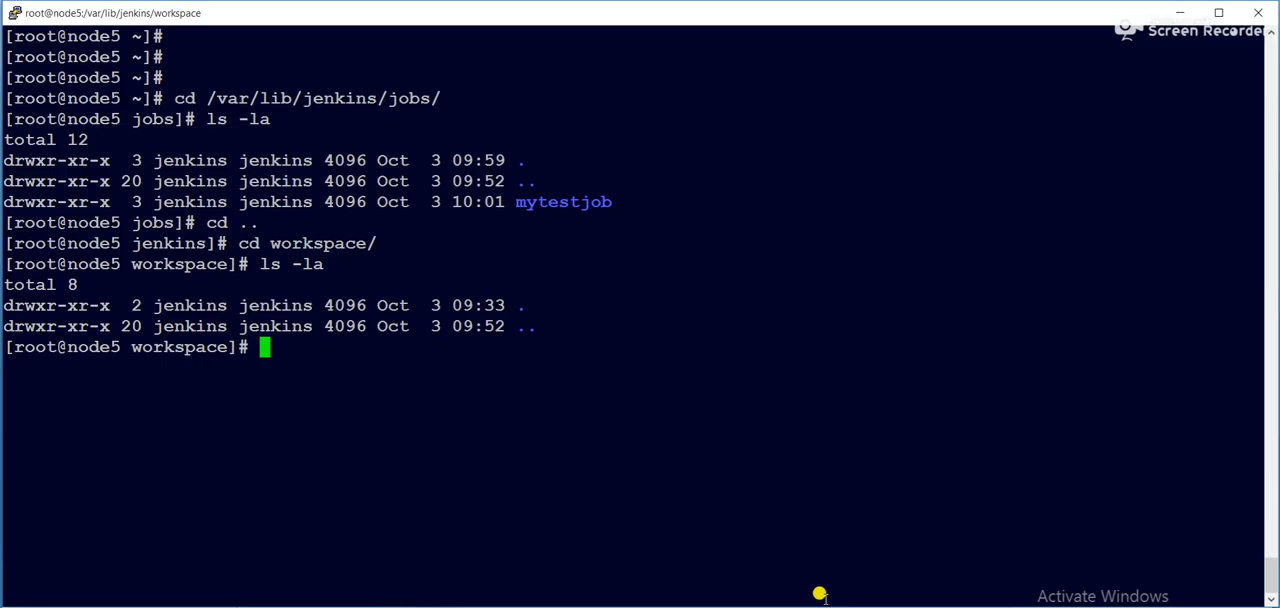 root@node5:/var/lib/jenkins/workspace
Screen Recorder
[root@node5 ~]#
[root@node5 ~]#
[root@node5 ~]#
[root@node5 ~]# cd /var/lib/jenkins/jobs/
[root@node5 jobs]# ls -la
total 12
drwxr-xr-x  3 jenkins jenkins 4096 Oct  3 09:59 .
drwxr-xr-x 20 jenkins jenkins 4096 Oct  3 09:52 ..
drwxr-xr-x  3 jenkins jenkins 4096 Oct  3 10:01 mytestjob
[root@node5 jobs]# cd ..
[root@node5 jenkins]# cd workspace/
[root@node5 workspace]# ls -la
total 8
drwxr-xr-x  2 jenkins jenkins 4096 Oct  3 09:33 .
drwxr-xr-x 20 jenkins jenkins 4096 Oct  3 09:52 ..
[root@node5 workspace]#
Activate Windows